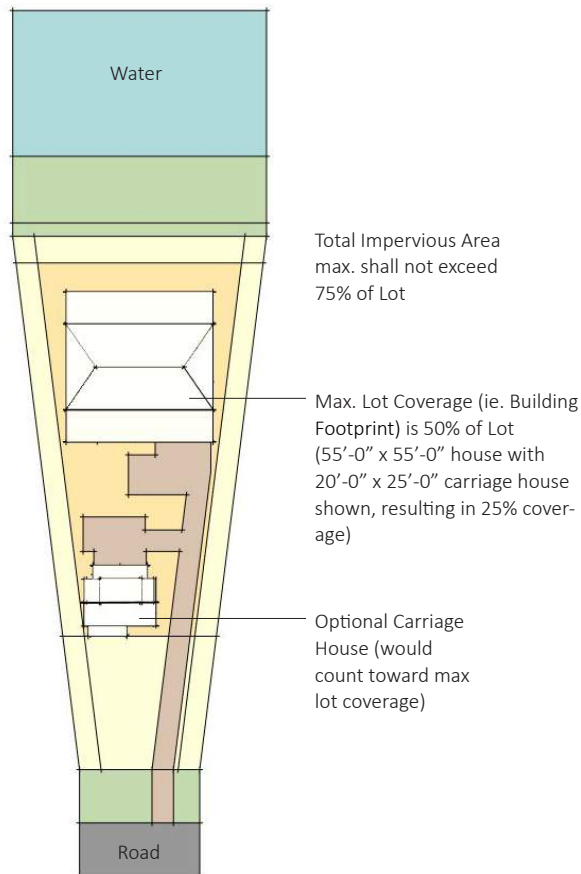 Water
Total Impervious Area
max. shall not exceed
75% of Lot
Max. Lot Coverage (ie. Building
Footprint) is 50% of Lot
(55’-0” x 55’-0” house with
20’-0” x 25’-0” carriage house
shown, resulting in 25% cover-
age)
Optional Carriage
House (would
count toward max
lot coverage)
Road